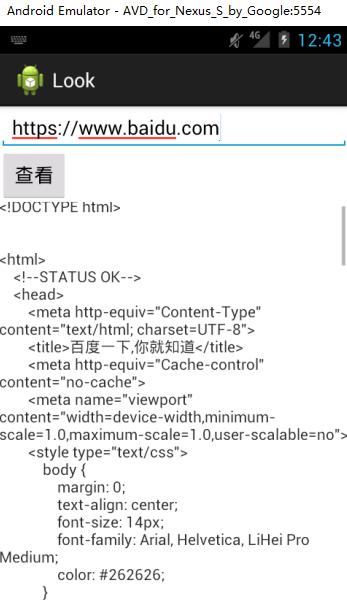 Android Emulator - AVD_for_Nexus_S_by_Google:5554
4G 12:43
Look
https://www.baidu.com
查看
<!DOCTYPE html>
<html>
<!--STATUS OK-->
<head>
<meta http-equiv="Content-Type"
content="text/html; charset=UTF-8">
<title>百度一下,你就知道</title>
<meta http-equiv="Cache-control"
content="no-cache">
<meta name="viewport"
content="width=device-width,minimum-
scale=1.0,maximum-scale=1.0,user-scalable=no">
<style type="text/css">
body {
margin: 0;
text-align: center;
font-size: 14px;
font-family: Arial, Helvetica, LiHei Pro
Medium;
color: #262626;
}